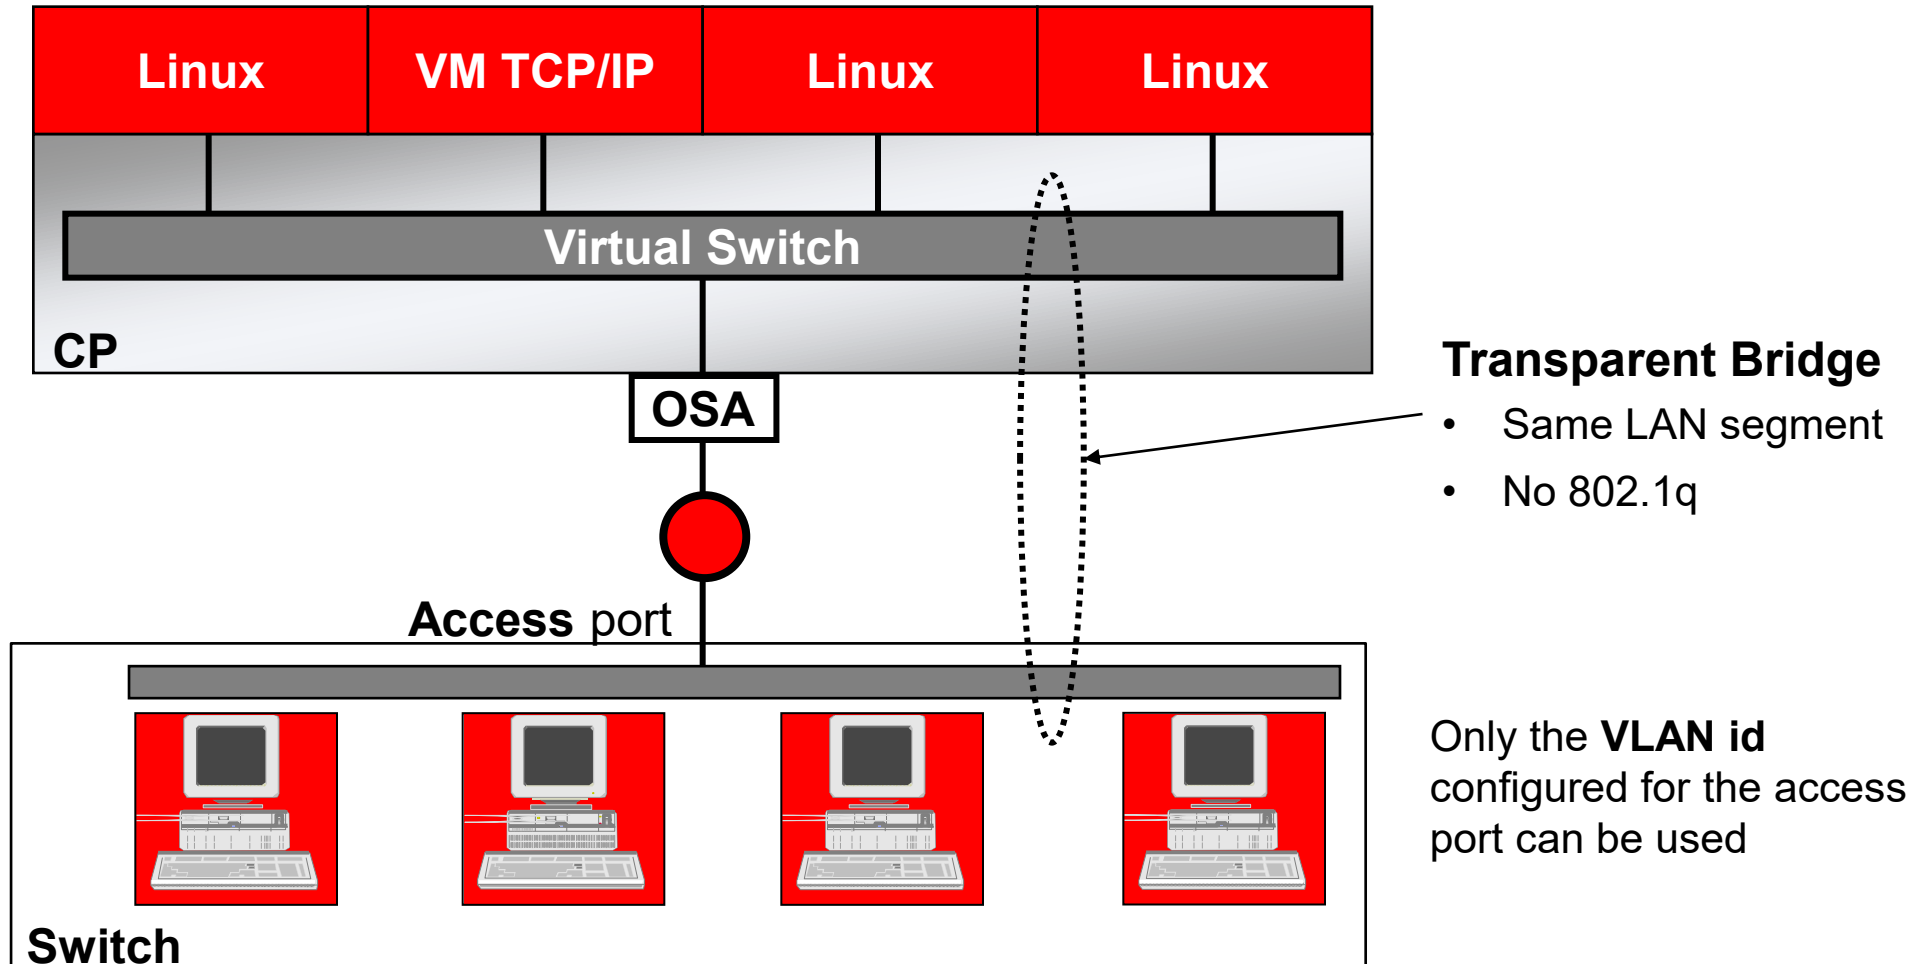 Linux
VM TCP/IP
Linux
Linux
Virtual Switch
CP
OSA
Transparent Bridge
• Same LAN segment
• No 802.1q
Access port
Only the VLAN id
configured for the access
port can be used
Switch